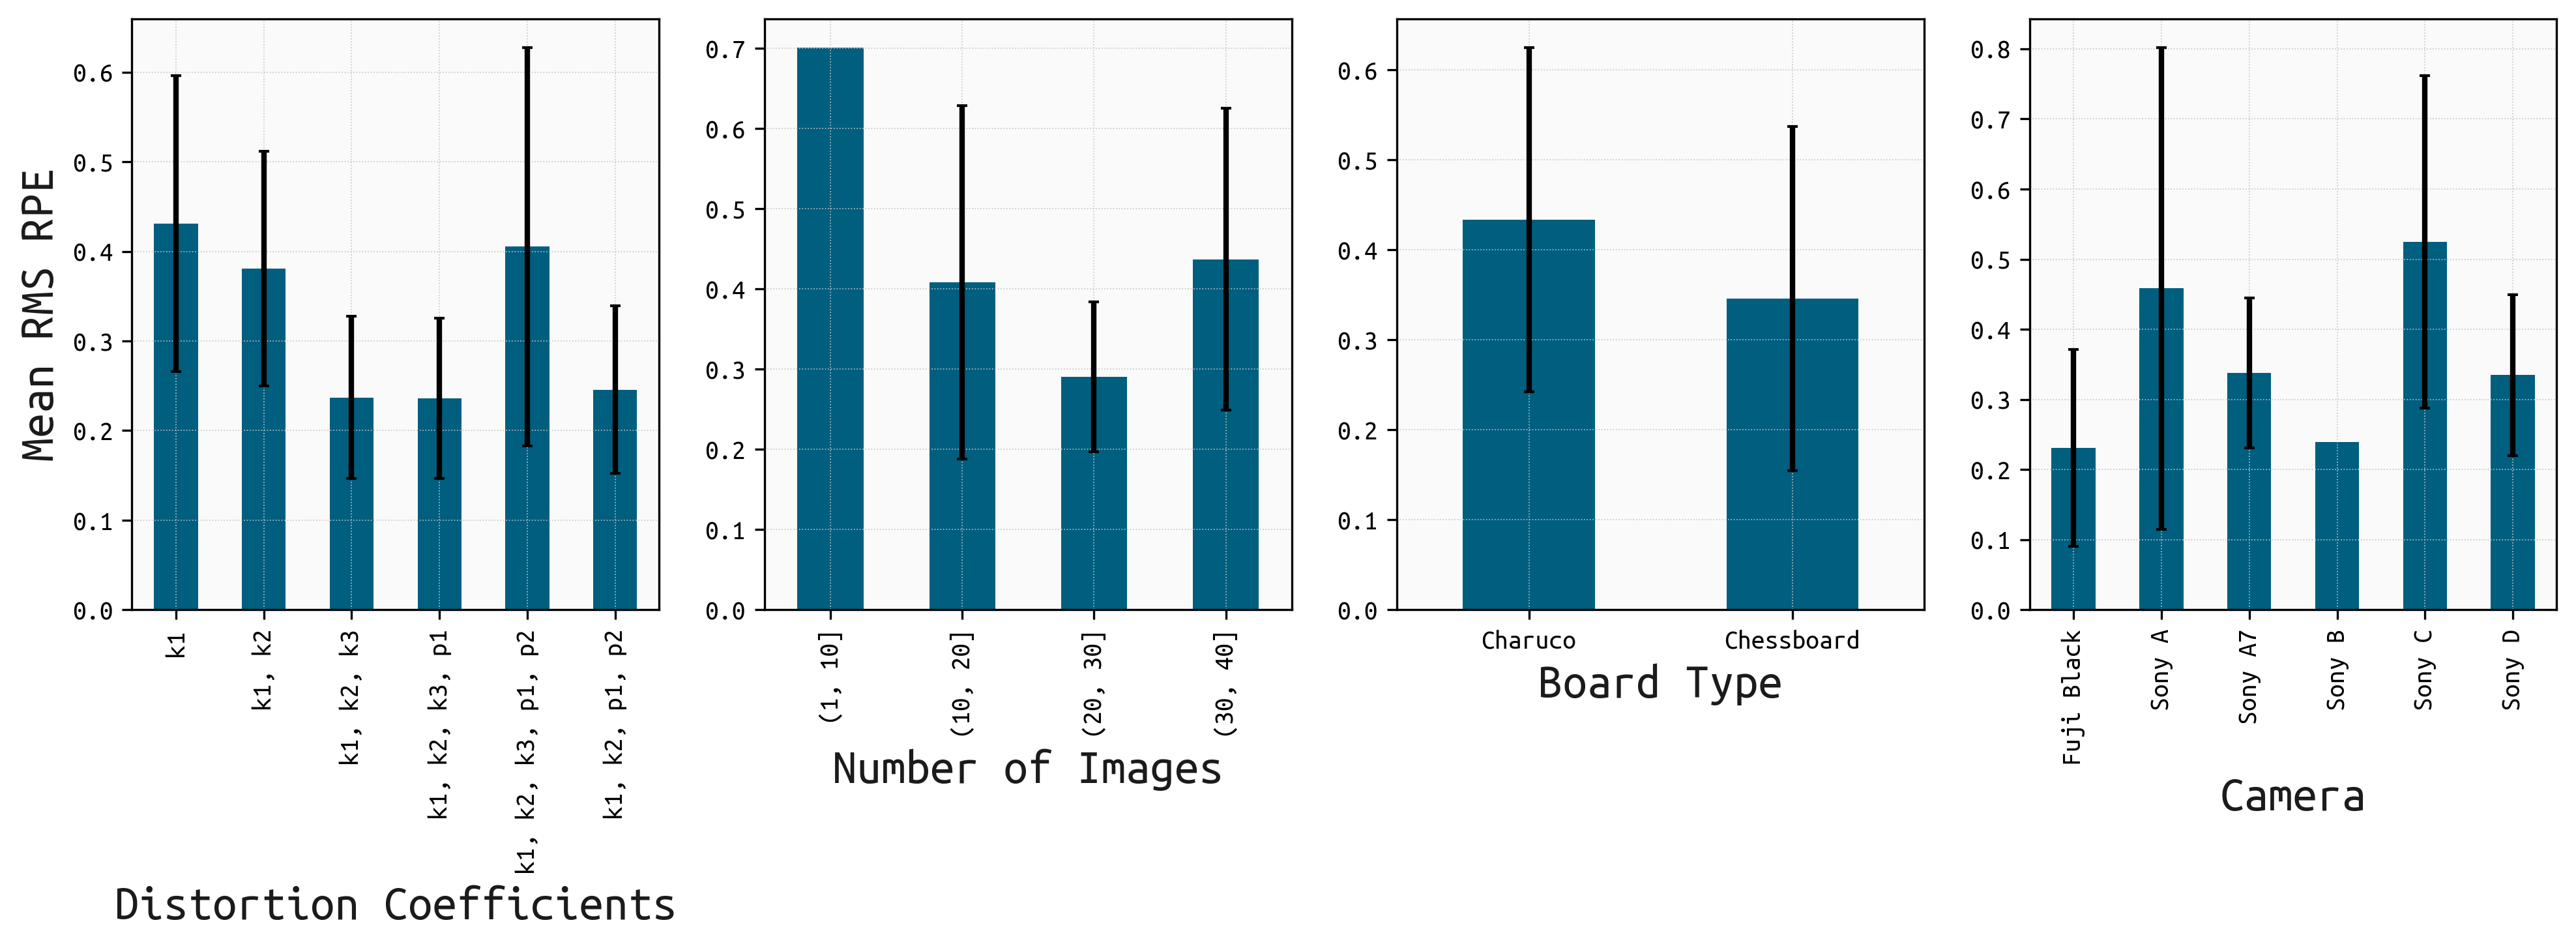 Mean RMS RPE
0.6
0.5
0.4
0.3
0.2
0.1
0.0
k1
k1, k2
k1, k2, k3
k1, k2, k3, p1
k1, k2, k3, p1, p2
k1, k2, p1, p2
Distortion Coefficients
0.7
0.6
0.5
0.4
0.3
0.2
0.1
0.0
(1, 10]
(10, 20]
(20, 30]
(30, 40]
Number of Images
0.6
0.5
0.4
0.3
0.2
0.1
0.0
Charuco
Chessboard
Board Type
0.8
0.7
0.6
0.5
0.4
0.3
0.2
0.1
0.0
Fuji Black
Sony A
Sony A7
Sony B
Sony C
Sony D
Camera